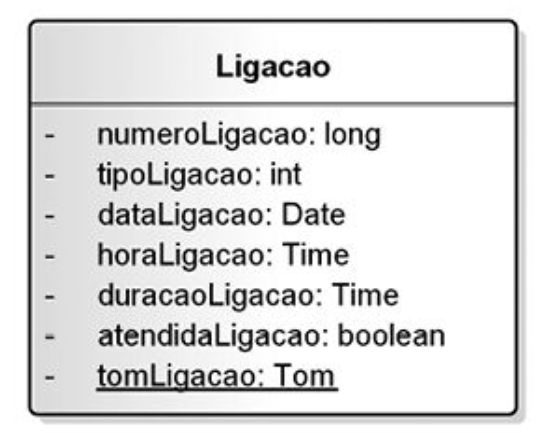 Ligacao
- numeroLigacao: long
- tipoLigacao: int
- dataLigacao: Date
- horaLigacao: Time
- duracaoLigacao: Time
- atendidaLigacao: boolean
- tomLigacao: Tom